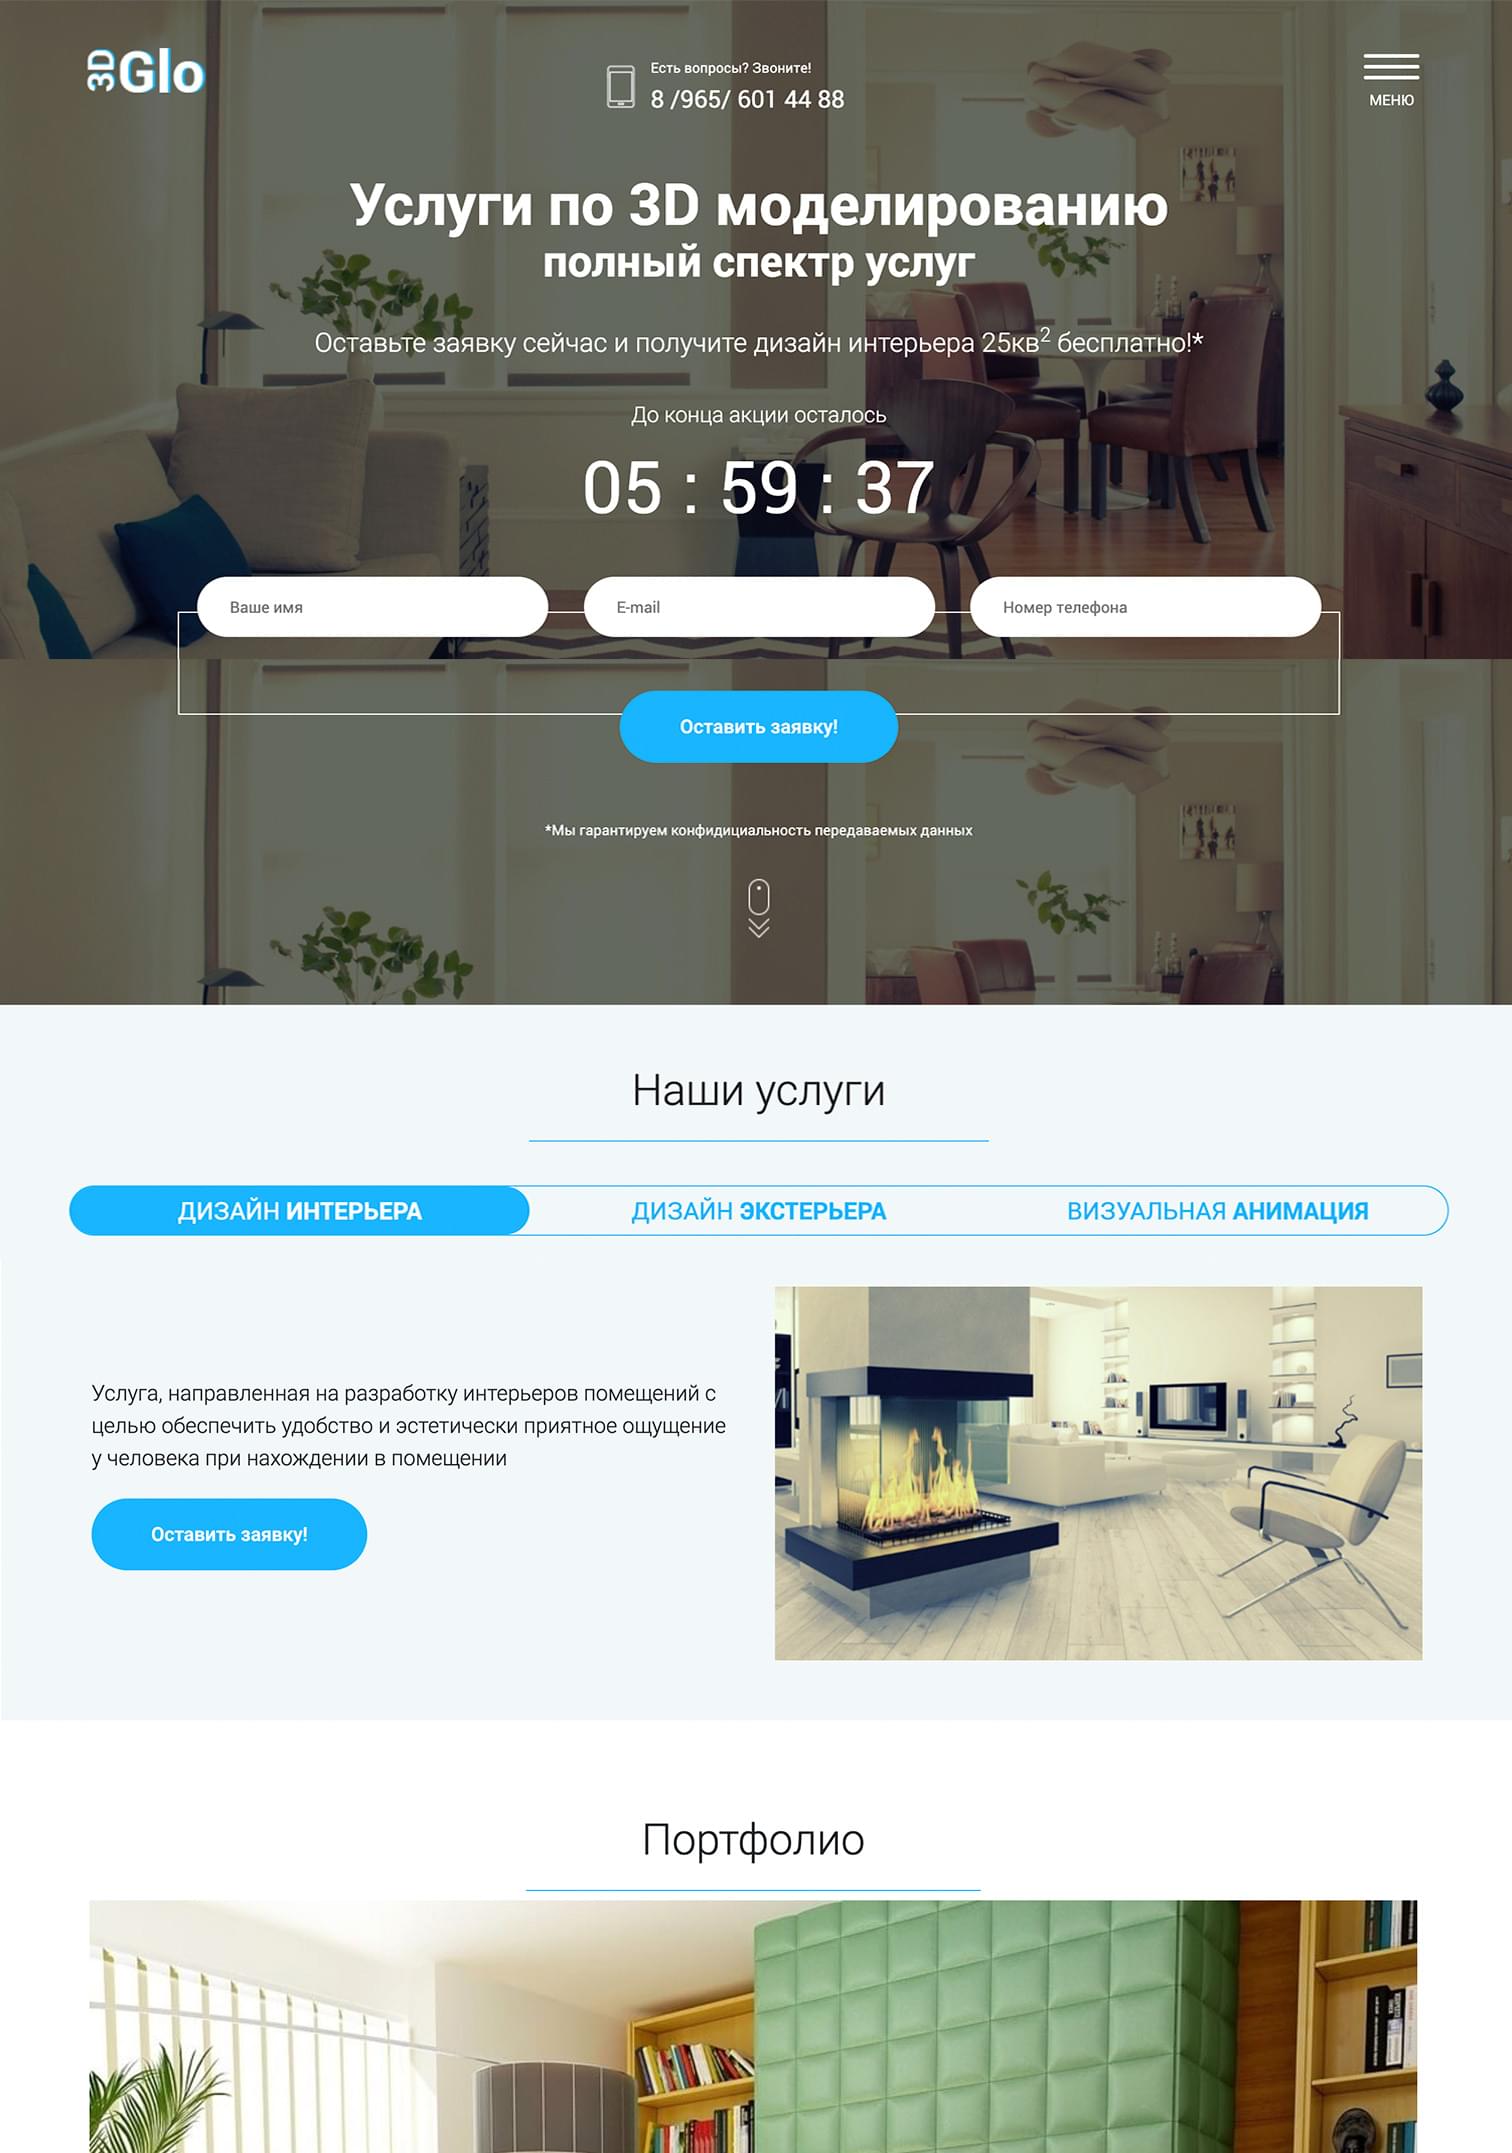 3D Glo
Есть вопросы? Звоните!
8 /965/ 601 44 88
МЕНЮ
Услуги по 3D моделированию
полный спектр услуг
Оставьте заявку сейчас и получите дизайн интерьера 25кв² бесплатно!*
До конца акции осталось
05 : 59 : 37
Ваше имя
E-mail
Номер телефона
Оставить заявку!
*Мы гарантируем конфидициальность передаваемых данных
Наши услуги
ДИЗАЙН ИНТЕРЬЕРА
ДИЗАЙН ЭКСТЕРЬЕРА
ВИЗУАЛЬНАЯ АНИМАЦИЯ
Услуга, направленная на разработку интерьеров помещений с
целью обеспечить удобство и эстетически приятное ощущение
у человека при нахождении в помещении
Оставить заявку!
Портфолио